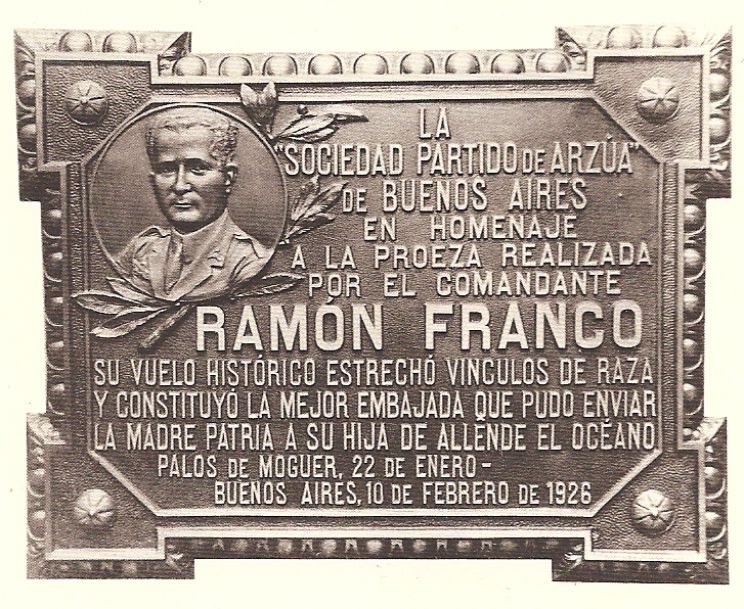 LA
"SOCIEDAD PARTIDO DE ARZÚA"
DE BUENOS AIRES
EN HOMENAJE
A LA PROEZA REALIZADA
POR EL COMANDANTE
RAMÓN FRANCO
SU VUELO HISTÓRICO ESTRECHÓ VINCULOS DE RAZA
Y CONSTITUYÓ LA MEJOR EMBAJADA QUE PUDO ENVIAR
LA MADRE PATRIA A SU HIJA DE ALLENDE EL OCÉANO
PALOS DE MOGUER, 22 DE ENERO -
BUENOS AIRES, 10 DE FEBRERO DE 1926